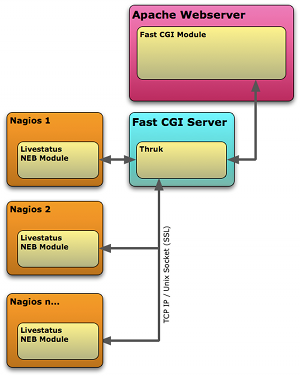 Apache Webserver
Fast CGI Module
Nagios 1
Livestatus
NEB Module
Fast CGI Server
Thruk
Nagios 2
Livestatus
NEB Module
TCP IP / Unix Socket (SSL)
Nagios n...
Livestatus
NEB Module